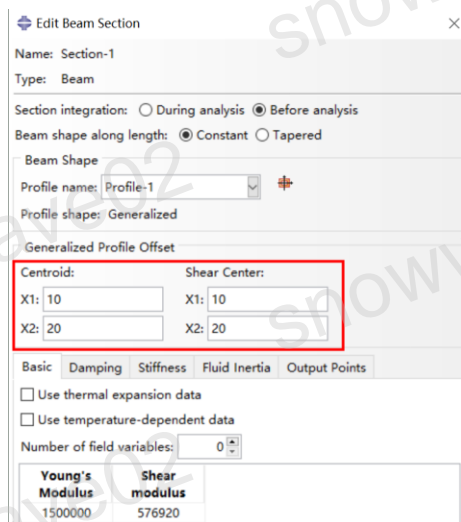 Edit Beam Section
Name: Section-1
Type: Beam
Section integration: During analysis Before analysis
Beam shape along length: Constant Tapered
Beam Shape
Profile name: Profile-1
Profile shape: Generalized
Generalized Profile Offset
Centroid: Shear Center:
X1: 10 X1: 10
X2: 20 X2: 20
Basic Damping Stiffness Fluid Inertia Output Points
Use thermal expansion data
Use temperature-dependent data
Number of field variables: 0
Young's Shear
Modulus modulus
1500000 576920